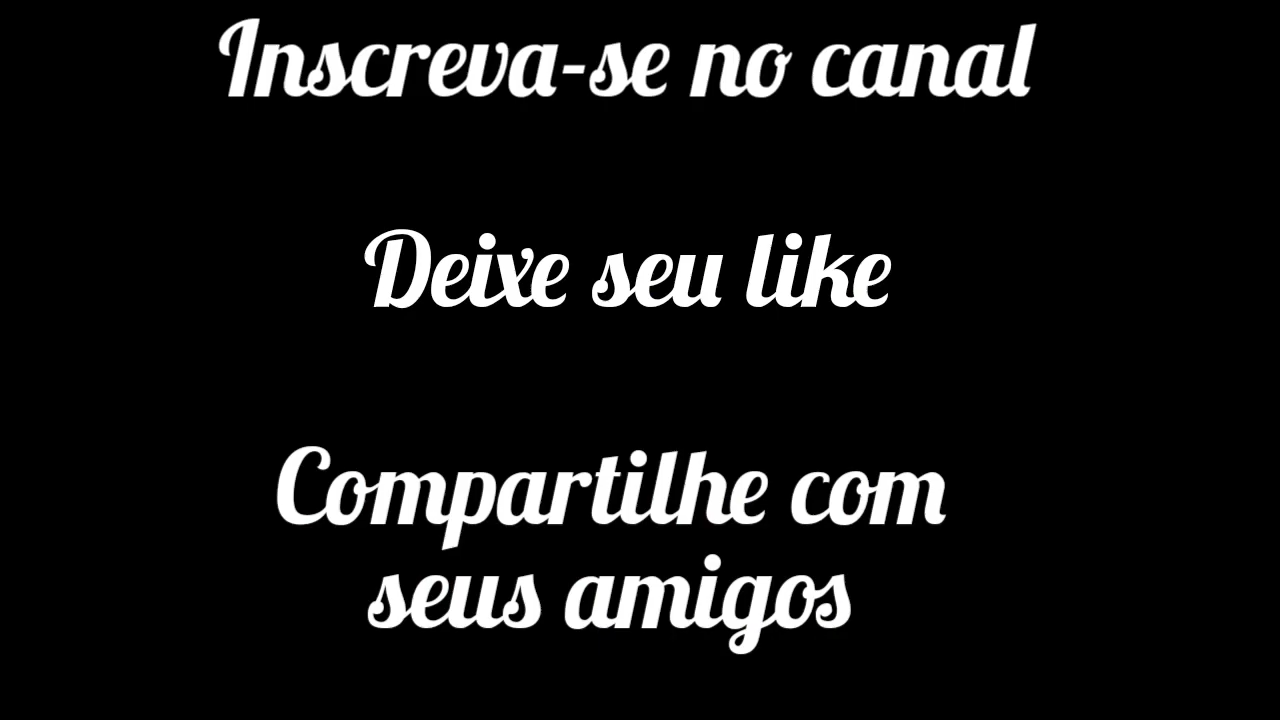 Inscreva-se no canal
Deixe seu like
Compartilhe com
seus amigos